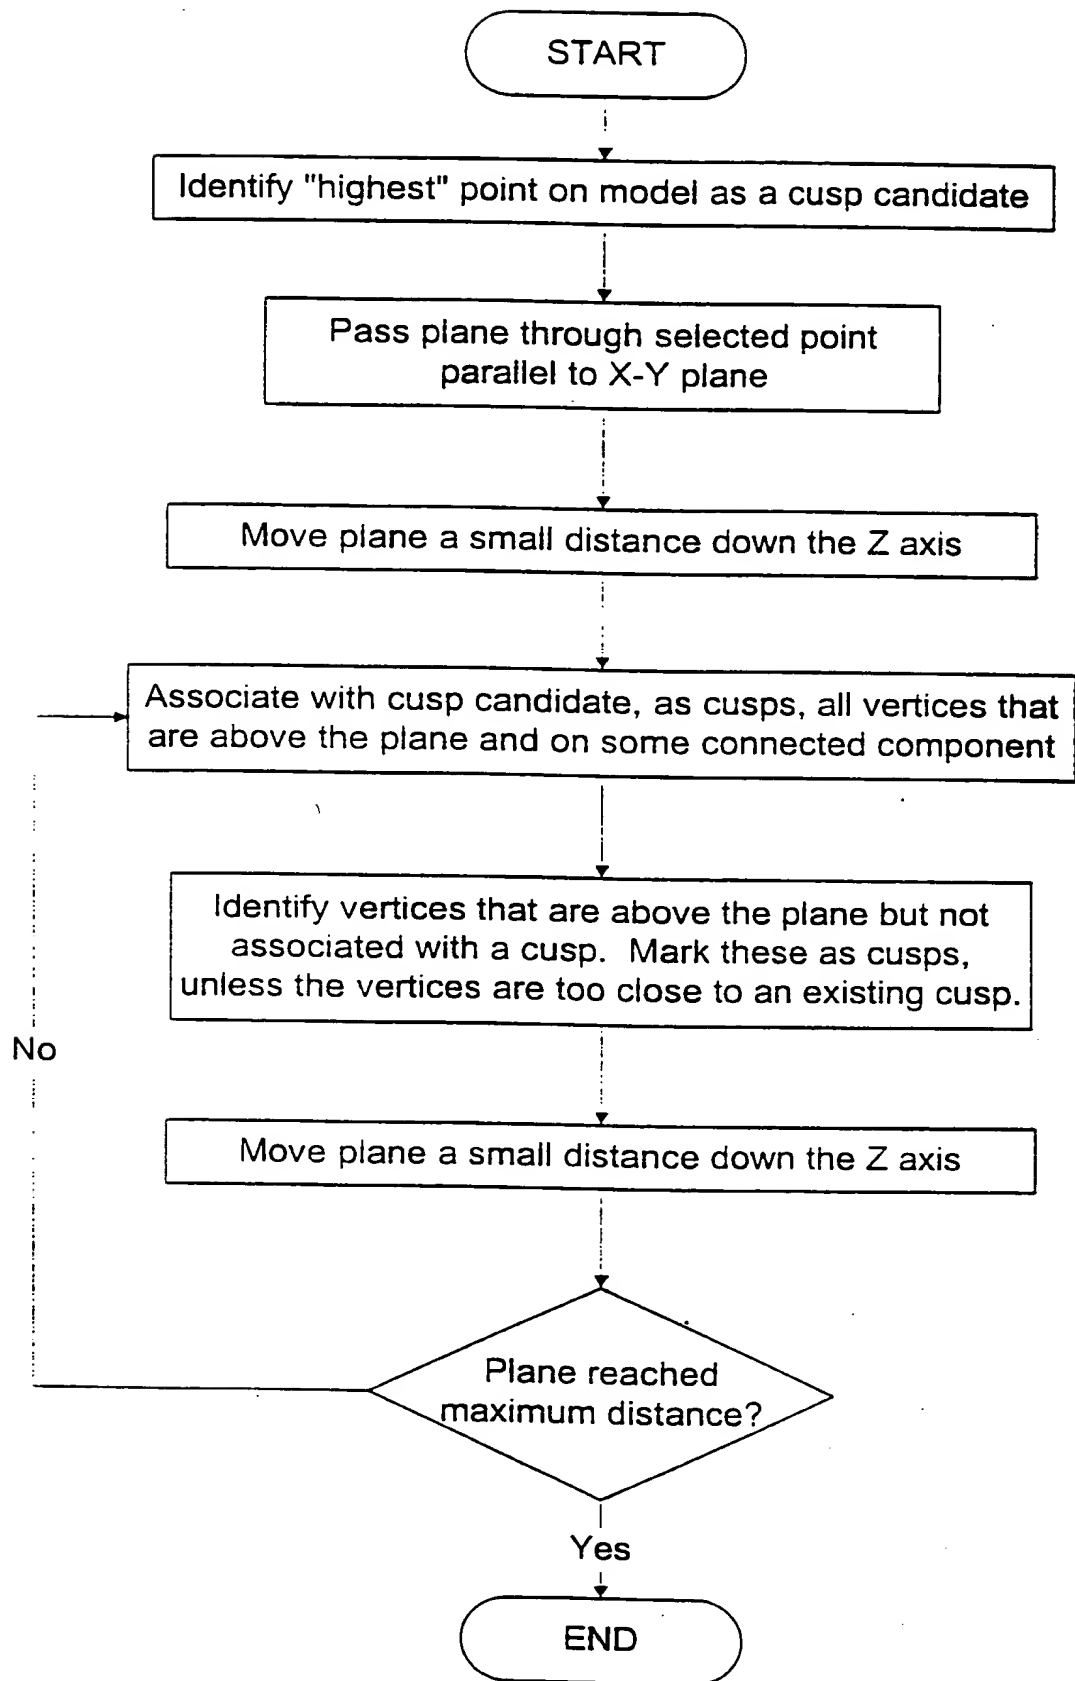 START
Identify "highest" point on model as a cusp candidate
Pass plane through selected point
parallel to X-Y plane
Move plane a small distance down the Z axis
Associate with cusp candidate, as cusps, all vertices that
are above the plane and on some connected component
Identify vertices that are above the plane but not
associated with a cusp. Mark these as cusps,
unless the vertices are too close to an existing cusp.
No
Move plane a small distance down the Z axis
Plane reached
maximum distance?
Yes
END